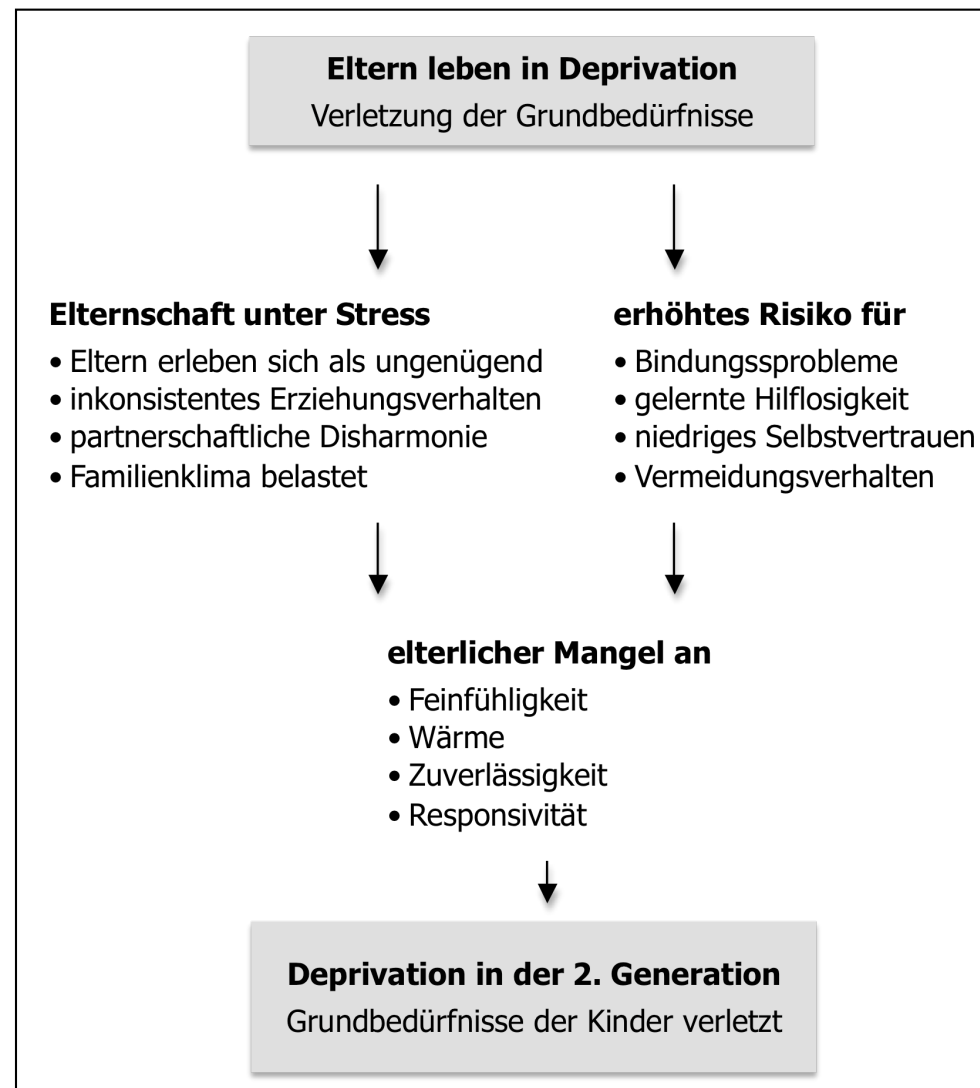 Eltern leben in Deprivation
Verletzung der Grundbedürfnisse
Elternschaft unter Stress
• Eltern erleben sich als ungenügend
• inkonsistentes Erziehungsverhalten
• partnerschaftliche Disharmonie
• Familienklima belastet
erhöhtes Risiko für
• Bindungssprobleme
• gelernte Hilflosigkeit
• niedriges Selbstvertrauen
• Vermeidungsverhalten
elterlicher Mangel an
• Feinfühligkeit
• Wärme
• Zuverlässigkeit
• Responsivität
Deprivation in der 2. Generation
Grundbedürfnisse der Kinder verletzt